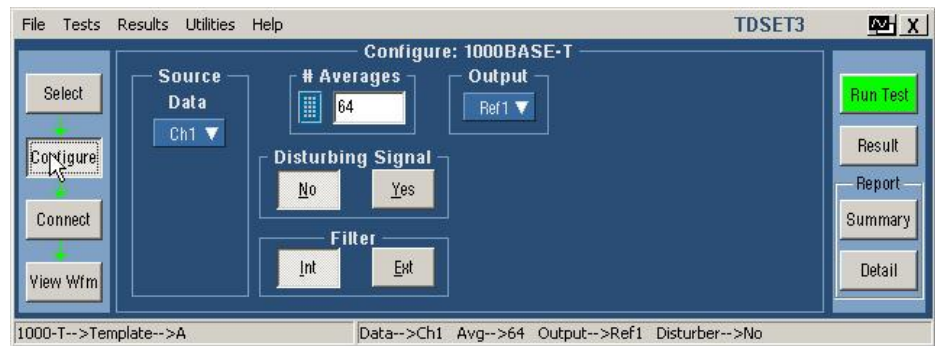 File Tests Results Utilities Help TDSET3 X
Configure: 1000BASE-T
Select
Configure
Connect
View Wfm
Source
Data
Ch1
# Averages
64
Output
Ref1
Disturbing Signal
No Yes
Filter
Int Ext
Run Test
Result
Report
Summary
Detail
1000-T-->Template-->A Data-->Ch1 Avg-->64 Output-->Ref1 Disturber-->No